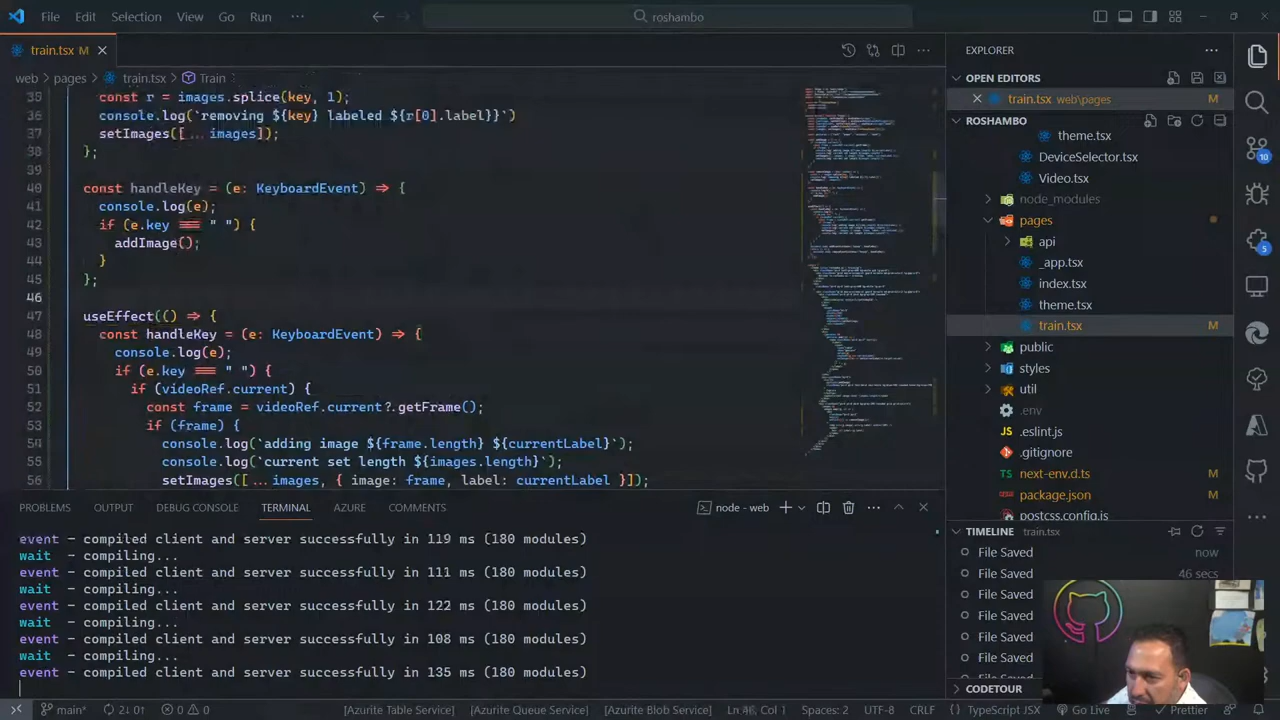 File Edit Selection View Go Run ···
roshambo
train.tsx M
web > pages > train.tsx > Train
35 const r = images.splice(key, 1);
36 console.log(`removing ${key} labeled ${r[0].label}}`)
37 setImages([...images]);
38 };
39
40 const handleKey = (e: KeyboardEvent) => {
41 console.log(e);
42 if (e.key === " ") {
43 addImage();
44 }
45 };
46
47 useEffect(() => {
48 const handleKey = (e: KeyboardEvent) => {
49 console.log(e);
50 if (e.key === " ") {
51 if (videoRef.current) {
52 const frame = videoRef.current?.getFrame();
53 if (frame) {
54 console.log(`adding image ${frame.length} ${currentLabel}`);
55 console.log(`current set length ${images.length}`);
56 setImages([...images, { image: frame, label: currentLabel }]);
PROBLEMS OUTPUT DEBUG CONSOLE TERMINAL AZURE COMMENTS
node - web
event - compiled client and server successfully in 119 ms (180 modules)
wait - compiling...
event - compiled client and server successfully in 111 ms (180 modules)
wait - compiling...
event - compiled client and server successfully in 122 ms (180 modules)
wait - compiling...
event - compiled client and server successfully in 108 ms (180 modules)
wait - compiling...
event - compiled client and server successfully in 135 ms (180 modules)
EXPLORER
OPEN EDITORS
train.tsx web\pages M
ROSHAMBO
theme.tsx
DeviceSelector.tsx
Video.tsx
node_modules
pages
api
_app.tsx
index.tsx
theme.tsx
train.tsx M
public
styles
util
.env
.eslint.js
.gitignore
next-env.d.ts M
package.json M
postcss.config.js
TIMELINE train.tsx
File Saved now
File Saved 46 secs
File Saved
File Saved
File Saved
File Saved
File Saved
CODETOUR
10
2
main* 2↓ 0↑ 0 0 [Azurite Table Service] [Azurite Queue Service] [Azurite Blob Service] Ln 46, Col 1 Spaces: 2 UTF-8 CRLF TypeScript JSX Go Live Prettier